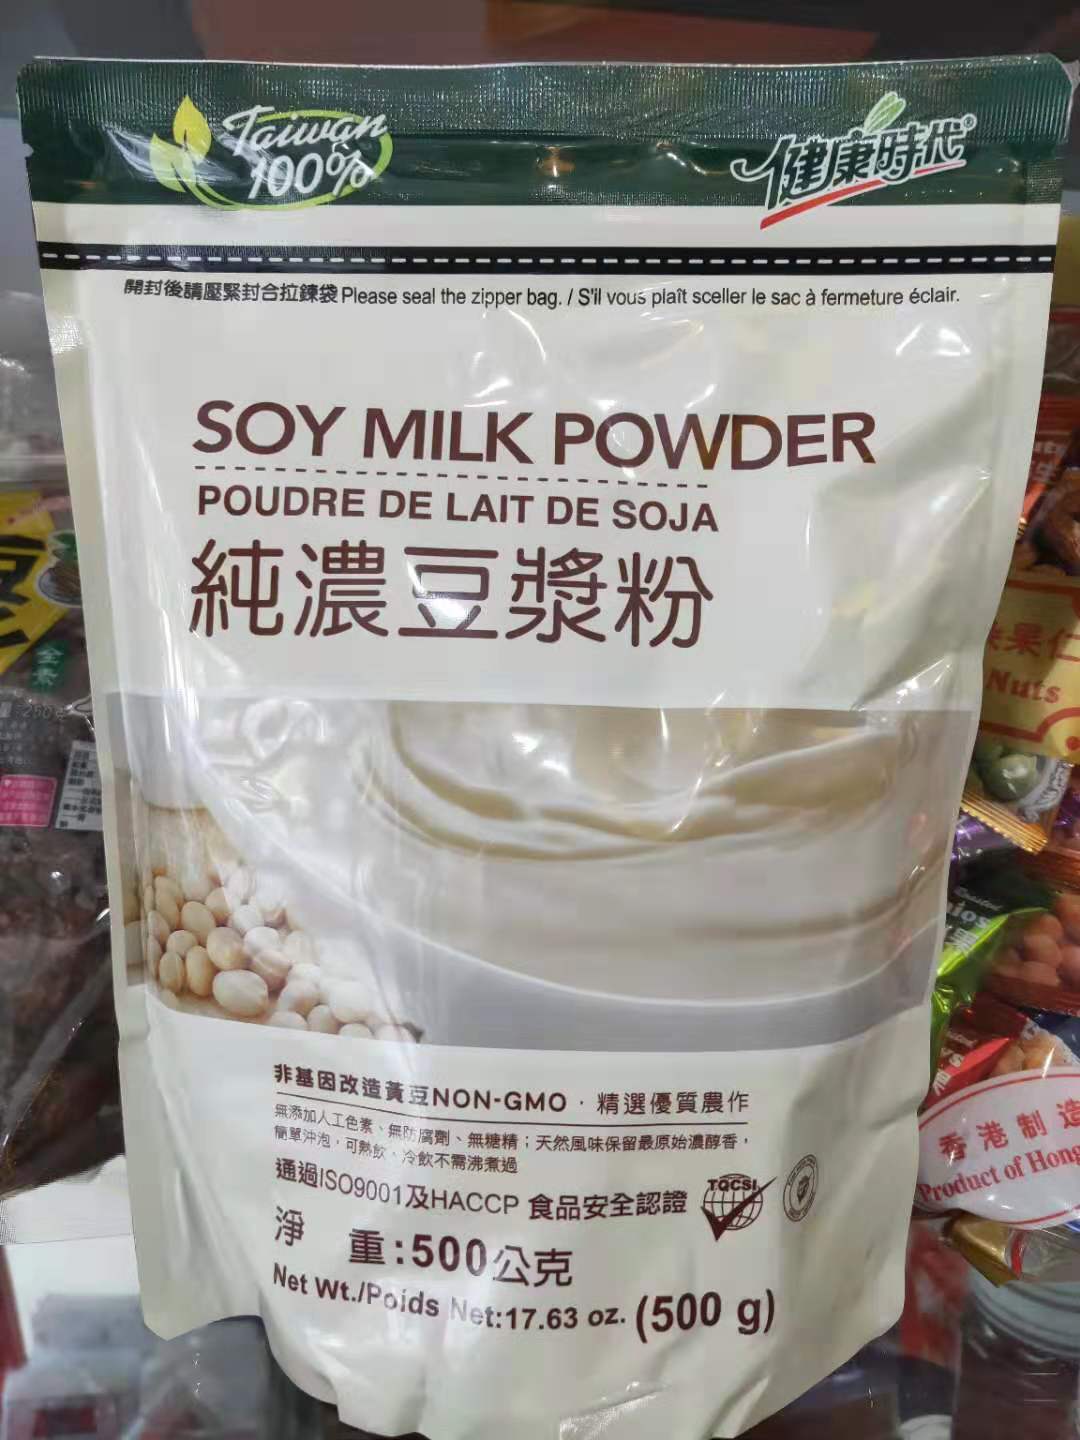 Taiwan
100%
健康時代®
開封後請壓緊封合拉鍊袋 Please seal the zipper bag. / S'il vous plaît sceller le sac à fermeture éclair.
SOY MILK POWDER
POUDRE DE LAIT DE SOJA
純濃豆漿粉
非基因改造黃豆NON-GMO．精選優質農作
無添加人工色素、無防腐劑、無糖精；天然風味保留最原始濃醇香，
簡單沖泡，可熱飲、冷飲不需沸煮過
通過ISO9001及HACCP 食品安全認證
TQCSI
淨 重:500公克
Net Wt./Poids Net:17.63 oz. (500 g)
全素
果仁
Nuts
香港制造
Product of Hong